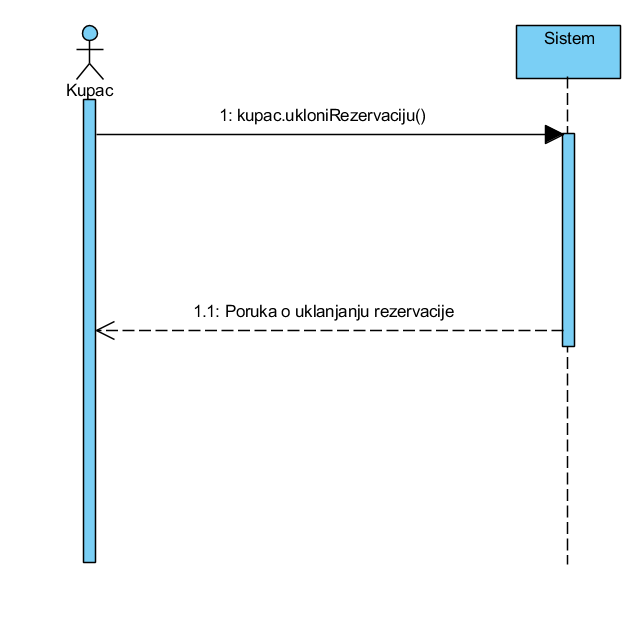 Sistem
Kupac
1: kupac.ukloniRezervaciju()
1.1: Poruka o uklanjanju rezervacije